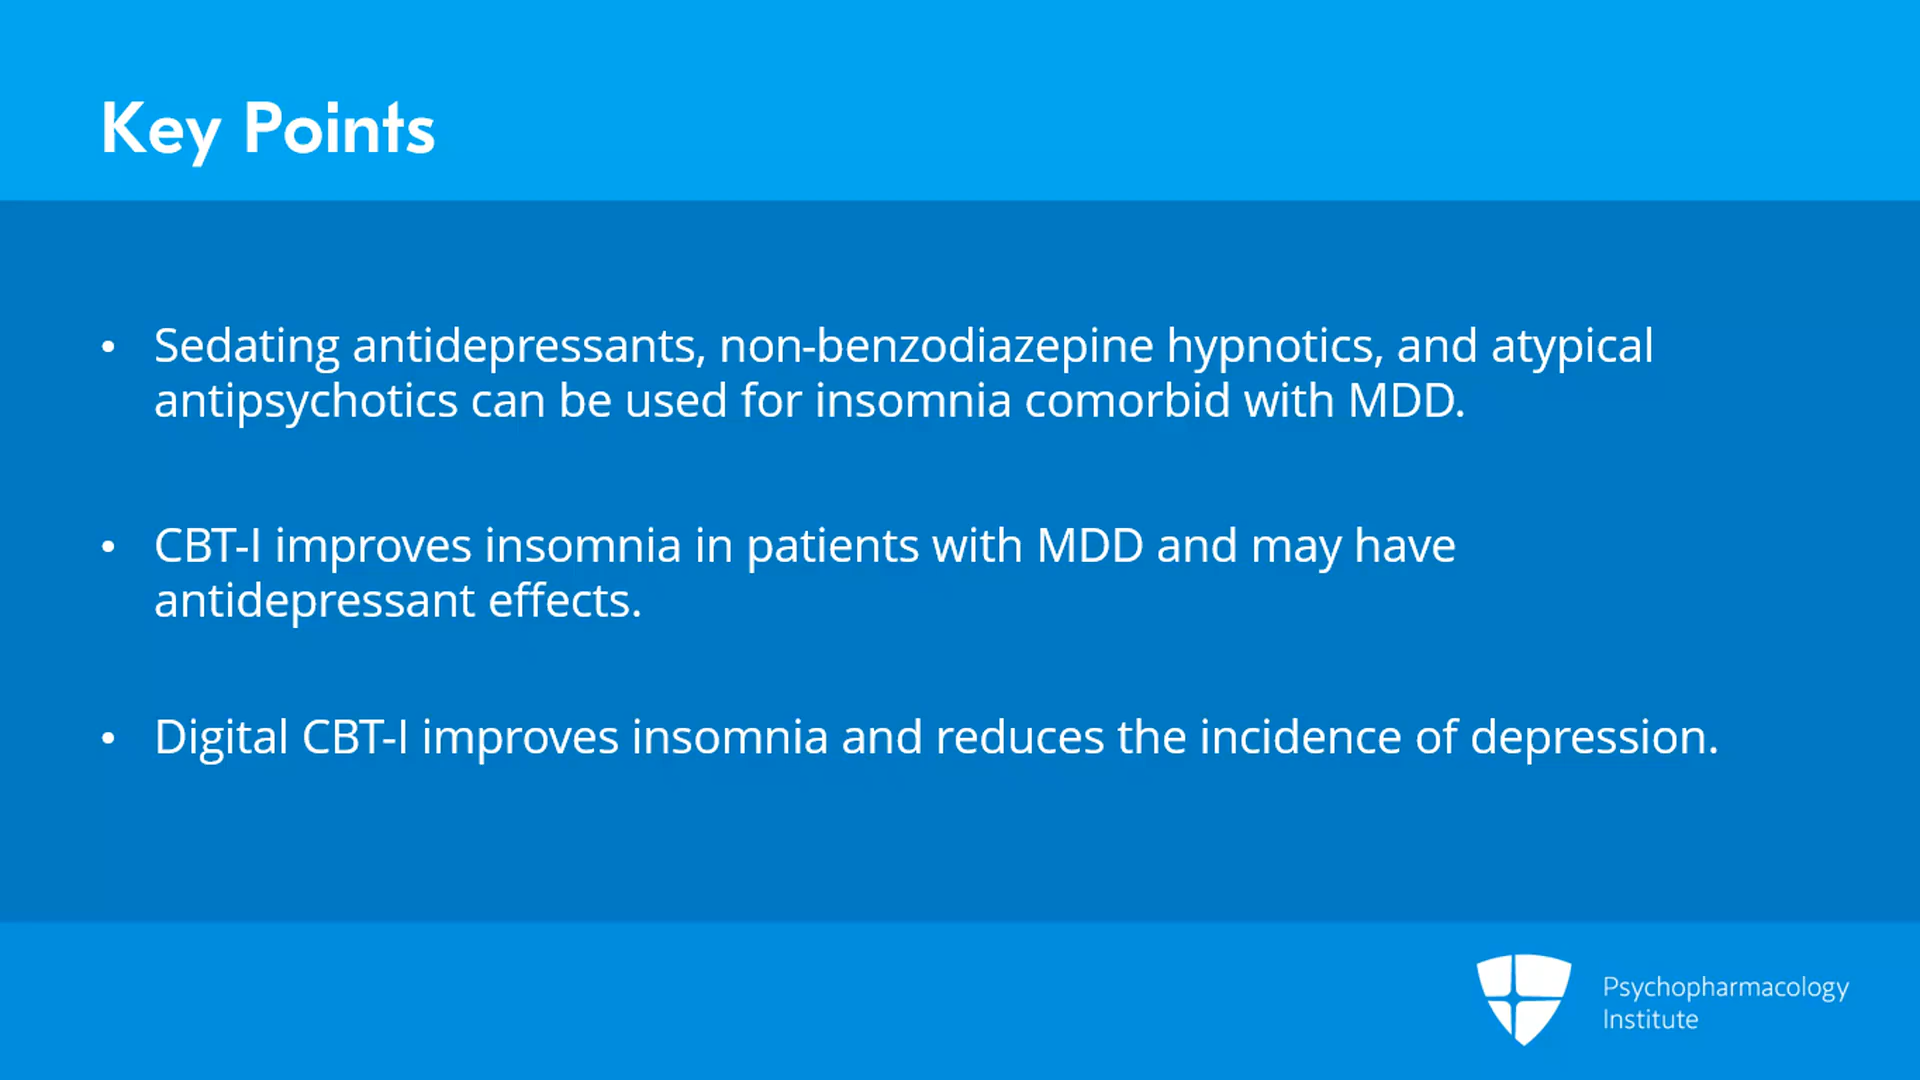 Key Points
• Sedating antidepressants, non-benzodiazepine hypnotics, and atypical
antipsychotics can be used for insomnia comorbid with MDD.
• CBT-I improves insomnia in patients with MDD and may have
antidepressant effects.
• Digital CBT-I improves insomnia and reduces the incidence of depression.
Psychopharmacology
Institute